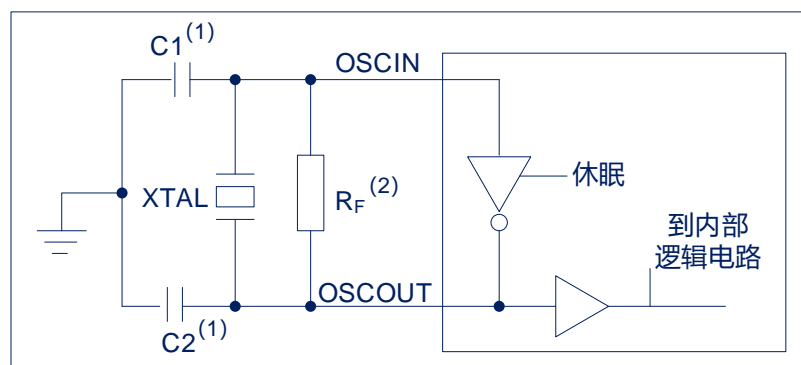 C1(1)
OSCIN
XTAL
RF(2)
休眠
到内部
逻辑电路
OSCOUT
C2(1)